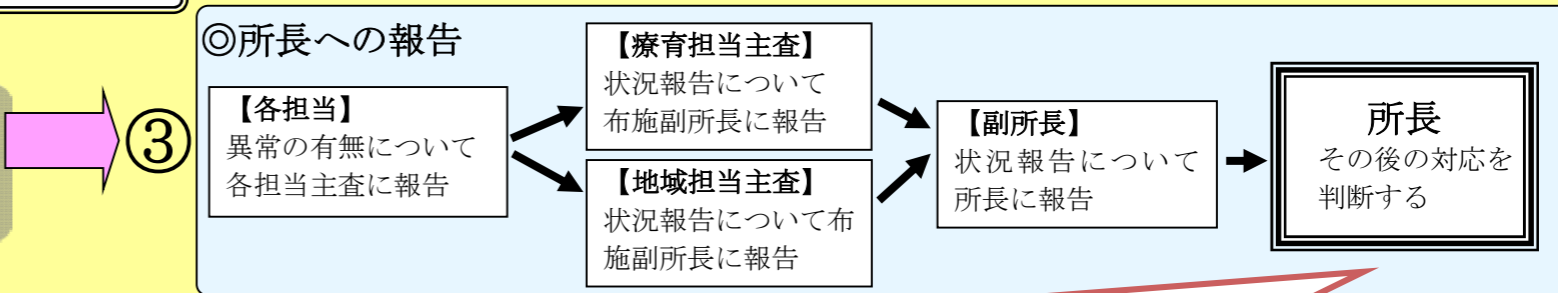 ◎所長への報告
③
【各担当】
異常の有無について
各担当主査に報告
【療育担当主査】
状況報告について
布施副所長に報告
【地域担当主査】
状況報告について布
施副所長に報告
【副所長】
状況報告について
所長に報告
所長
その後の対応を
判断する